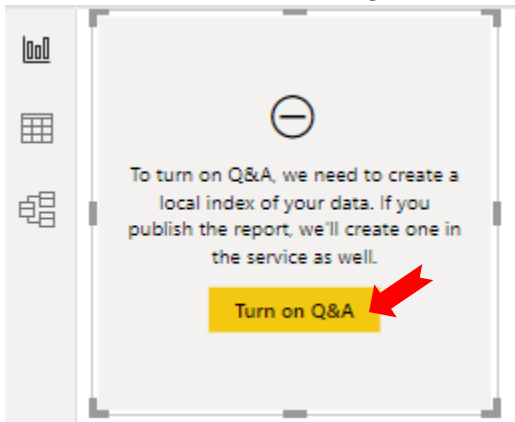 To turn on Q&A, we need to create a
local index of your data. If you
publish the report, we'll create one in
the service as well.
Turn on Q&A